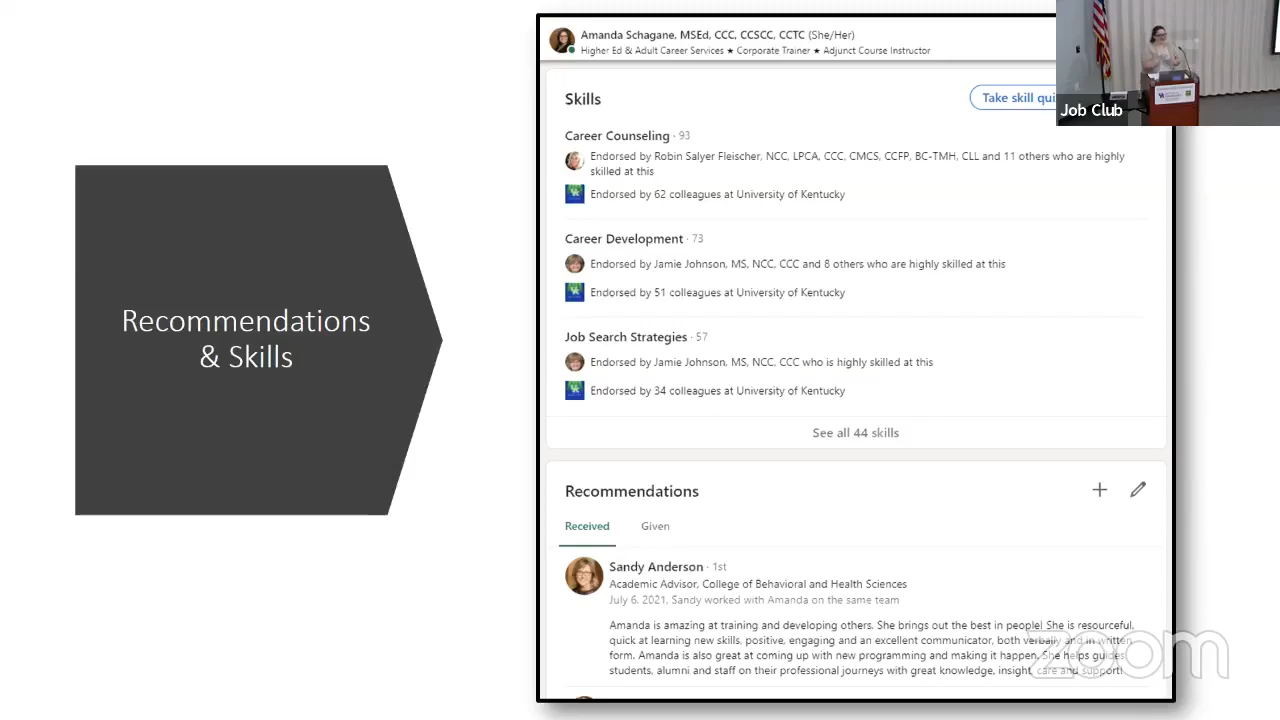 Recommendations
& Skills
Amanda Schagane, MSEd, CCC, CCSCC, CCTC (She/Her)
Higher Ed & Adult Career Services ★ Corporate Trainer ★ Adjunct Course Instructor
Skills
Take skill qui
Career Counseling · 93
Endorsed by Robin Salyer Fleischer, NCC, LPCA, CCC, CMCS, CCFP, BC-TMH, CLL and 11 others who are highly
skilled at this
Endorsed by 62 colleagues at University of Kentucky
Career Development · 73
Endorsed by Jamie Johnson, MS, NCC, CCC and 8 others who are highly skilled at this
Endorsed by 51 colleagues at University of Kentucky
Job Search Strategies · 57
Endorsed by Jamie Johnson, MS, NCC, CCC who is highly skilled at this
Endorsed by 34 colleagues at University of Kentucky
See all 44 skills
Recommendations
Received
Given
Sandy Anderson · 1st
Academic Advisor, College of Behavioral and Health Sciences
July 6, 2021, Sandy worked with Amanda on the same team
Amanda is amazing at training and developing others. She brings out the best in people! She is resourceful,
quick at learning new skills, positive, engaging and an excellent communicator, both verbally and in written
form. Amanda is also great at coming up with new programming and making it happen. She helps guides
students, alumni and staff on their professional journeys with great knowledge, insight, care and support!
Job Club
zoom